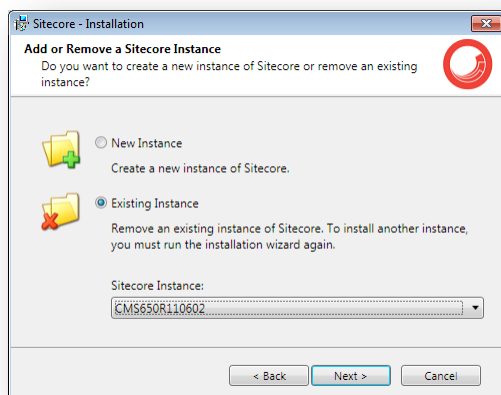 Sitecore - Installation
Add or Remove a Sitecore Instance
Do you want to create a new instance of Sitecore or remove an existing
instance?
New Instance
Create a new instance of Sitecore.
Existing Instance
Remove an existing instance of Sitecore. To install another instance,
you must run the installation wizard again.
Sitecore Instance:
CMS650R110602
< Back Next > Cancel